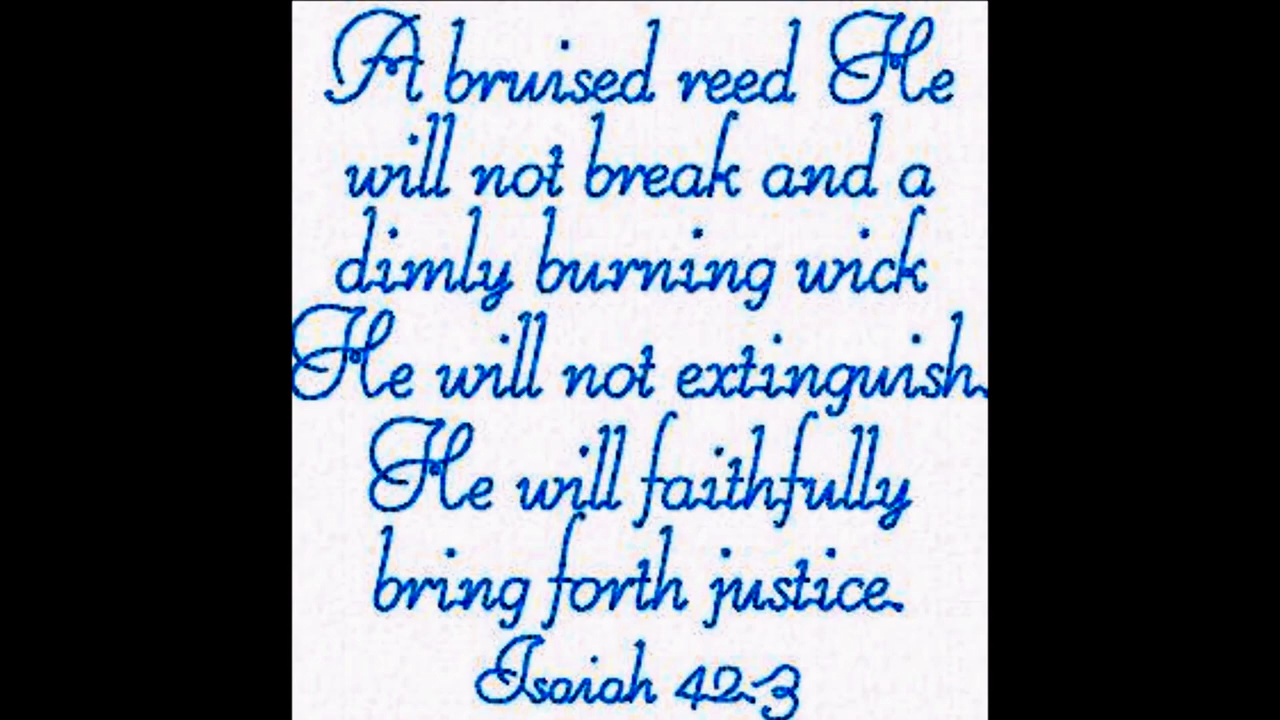 A bruised reed He
will not break and a
dimly burning wick
He will not extinguish.
He will faithfully
bring forth justice.
Isaiah 42:3